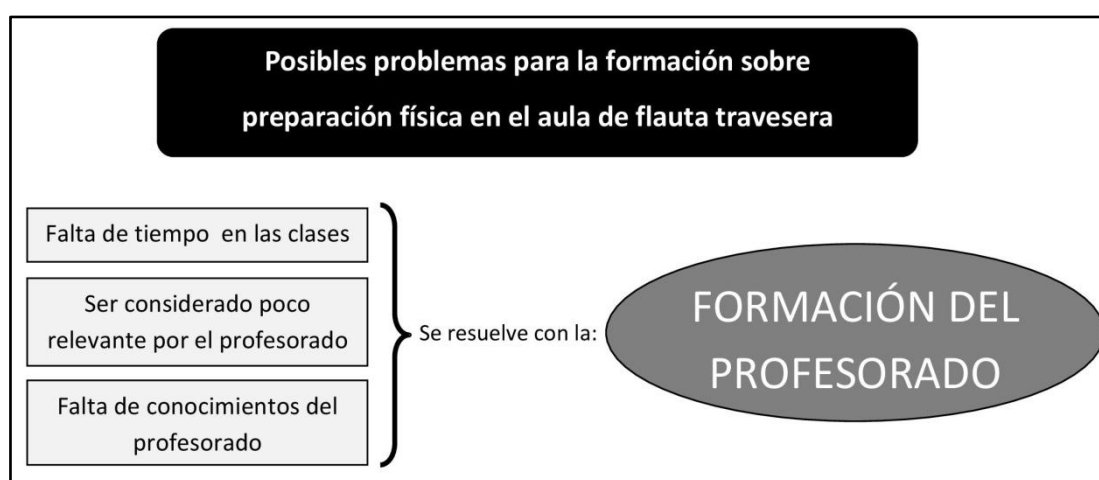 Posibles problemas para la formación sobre
preparación física en el aula de flauta travesera
Falta de tiempo en las clases
Ser considerado poco
relevante por el profesorado
Falta de conocimientos del
profesorado
Se resuelve con la:
FORMACIÓN DEL
PROFESORADO